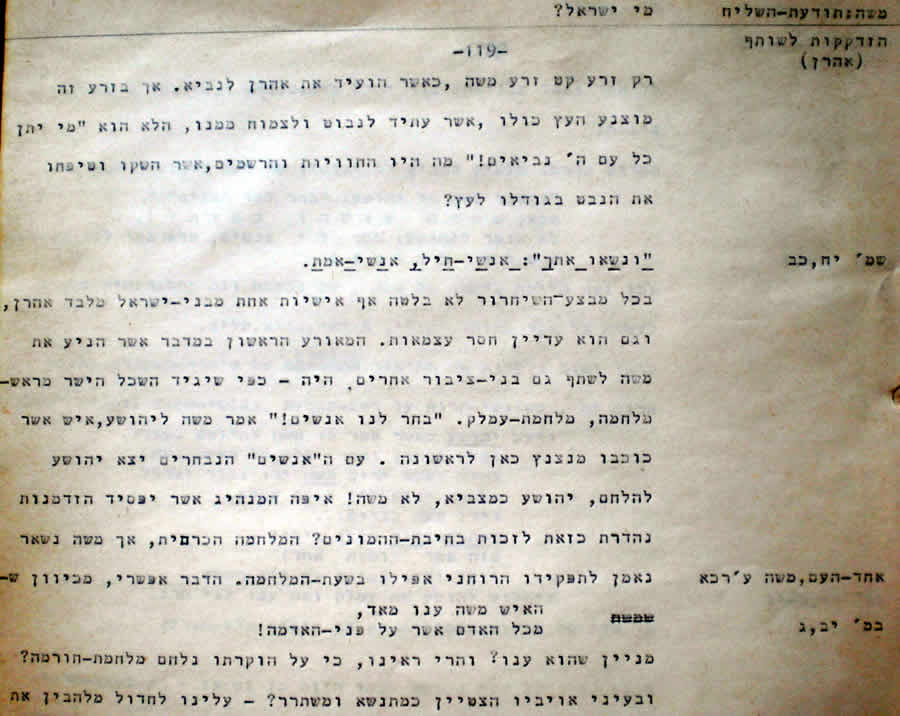 משה:תודעת-השליח מי ישראל?
הזדקקות לשותף
(אהרן)
-119-
רק זרע קט זרע משה ,כאשר הועיד את אהרן לנביא. אך בזרע זה
מוצנע העץ כולו ,אשר עתיד לנבוט ולצמוח ממנו, הלא הוא "מי יתן
כל עם ה' נביאים!" מה היו החוויות והרשמים,אשר השקו וטיפחו
את הנבט בגודלו לעץ?
שמ' יח,כב "ונשאו אתך": אנשי-חיל, אנשי-אמת.
בכל מבצע-השיחרור לא בלטה אף אישיות אחת מבני-ישראל מלבד אהרן,
וגם הוא עדיין חסר עצמאות. המאורע הראשון במדבר אשר הניע את
משה לשתף גם בני-ציבור אחרים, היה - כפי שיגיד השכל הישר מראש-
מלחמה, מלחמת-עמלק. "בחר לנו אנשים!" אמר משה ליהושע,איש אשר
כוכבו מנצנץ כאן לראשונה . עם ה"אנשים" הנבחרים יצא יהושע
להלחם, יהושע כמצביא, לא משה! איפה המנהיג אשר יפסיד הזדמנות
נהדרת כזאת לזכות בחיבת-ההמונים? המלחמה הכרחית, אך משה נשאר
אחד-העם,משה ע'רכא נאמן לתפקידו הרוחני אפילו בשעת-המלחמה. הדבר אפשרי, מכיוון ש-
האיש משה ענו מאד,
במ' יב,ג מכל האדם אשר על פני-האדמה!
מניין שהוא ענו? והרי ראינו, כי על הוקרתו נלחם מלחמת-חורמה?
ובעיני אויביו הצטיין כמתנשא ומשתרר? - עלינו לחדול מלהבין את